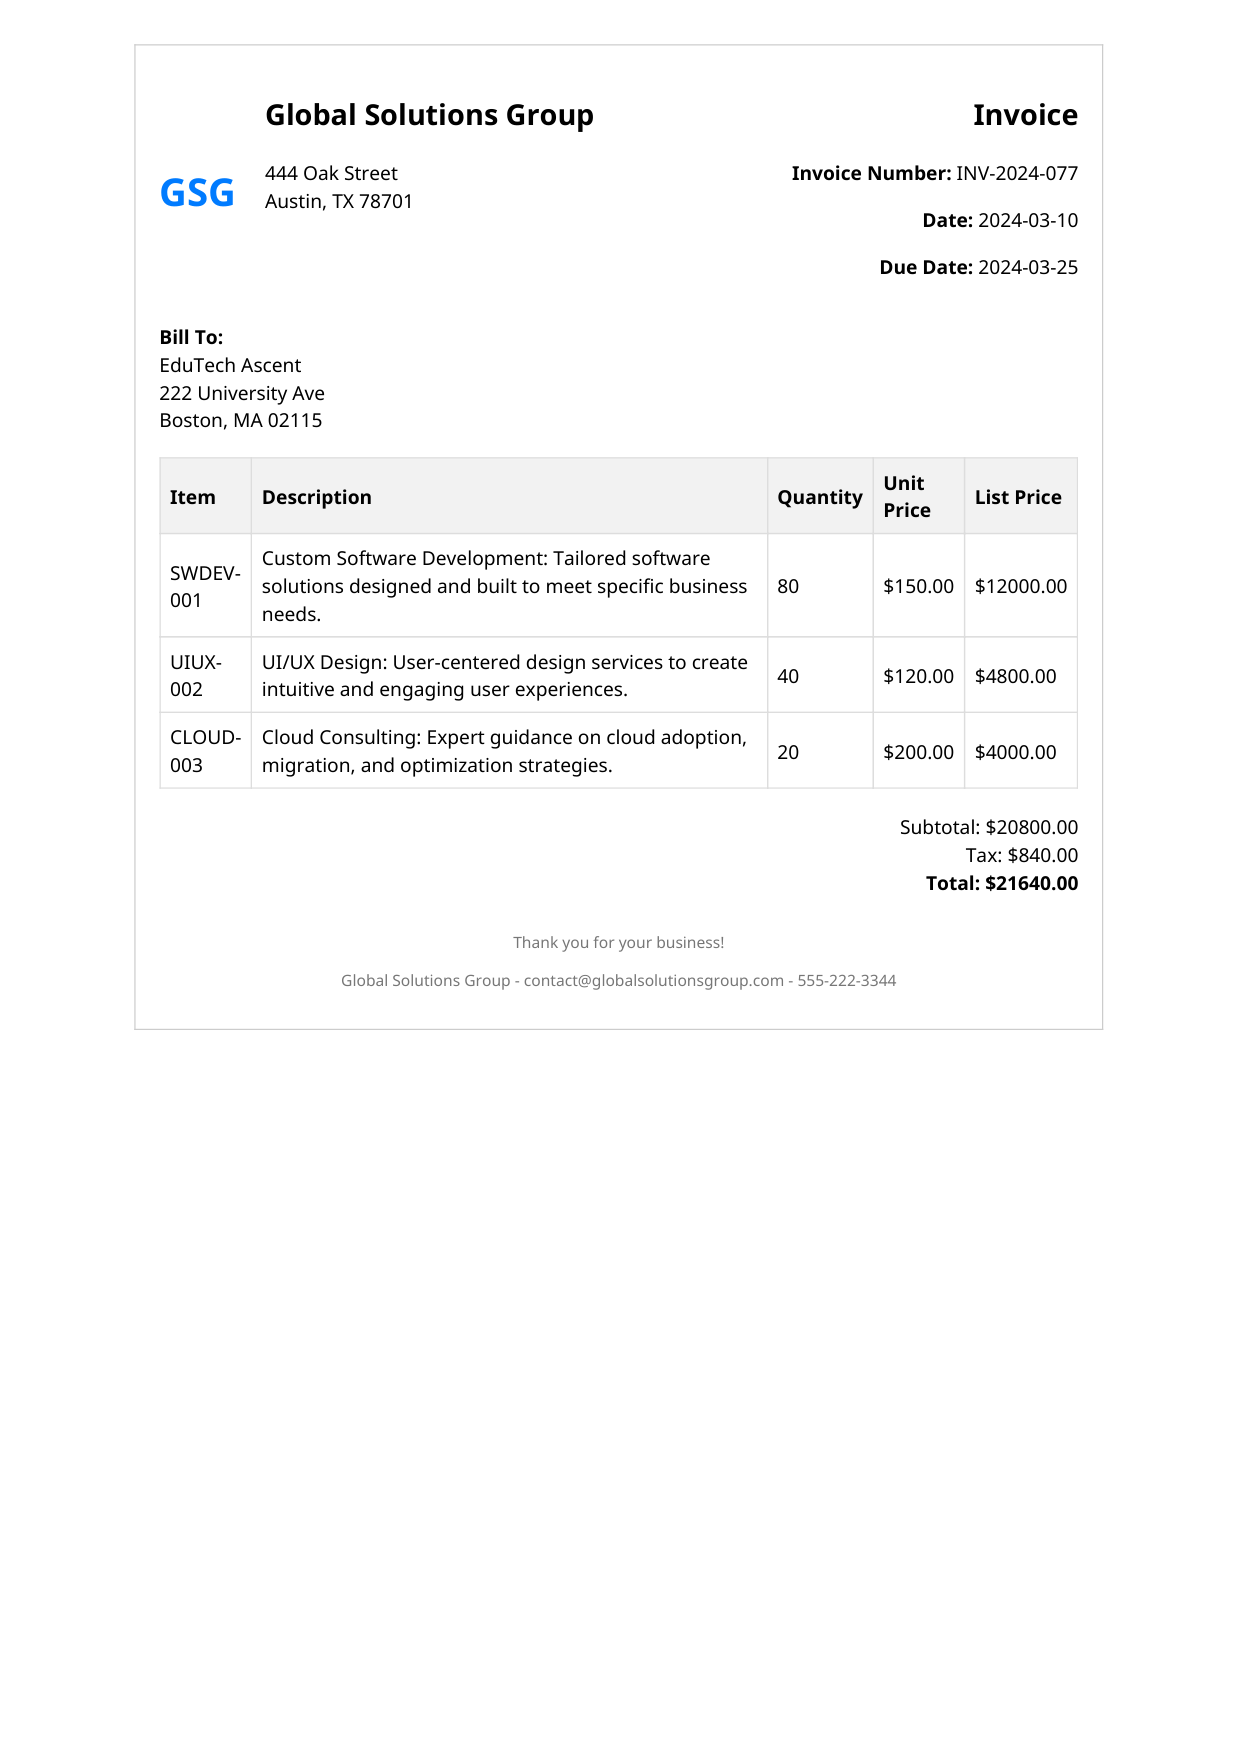 Global Solutions Group
Invoice
GSG
444 Oak Street
Austin, TX 78701
Invoice Number: INV-2024-077
Date: 2024-03-10
Due Date: 2024-03-25
Bill To:
EduTech Ascent
222 University Ave
Boston, MA 02115
Item Description Quantity Unit Price List Price
SWDEV-001 Custom Software Development: Tailored software solutions designed and built to meet specific business needs. 80 $150.00 $12000.00
UIUX-002 UI/UX Design: User-centered design services to create intuitive and engaging user experiences. 40 $120.00 $4800.00
CLOUD-003 Cloud Consulting: Expert guidance on cloud adoption, migration, and optimization strategies. 20 $200.00 $4000.00
Subtotal: $20800.00
Tax: $840.00
Total: $21640.00
Thank you for your business!
Global Solutions Group - contact@globalsolutionsgroup.com - 555-222-3344